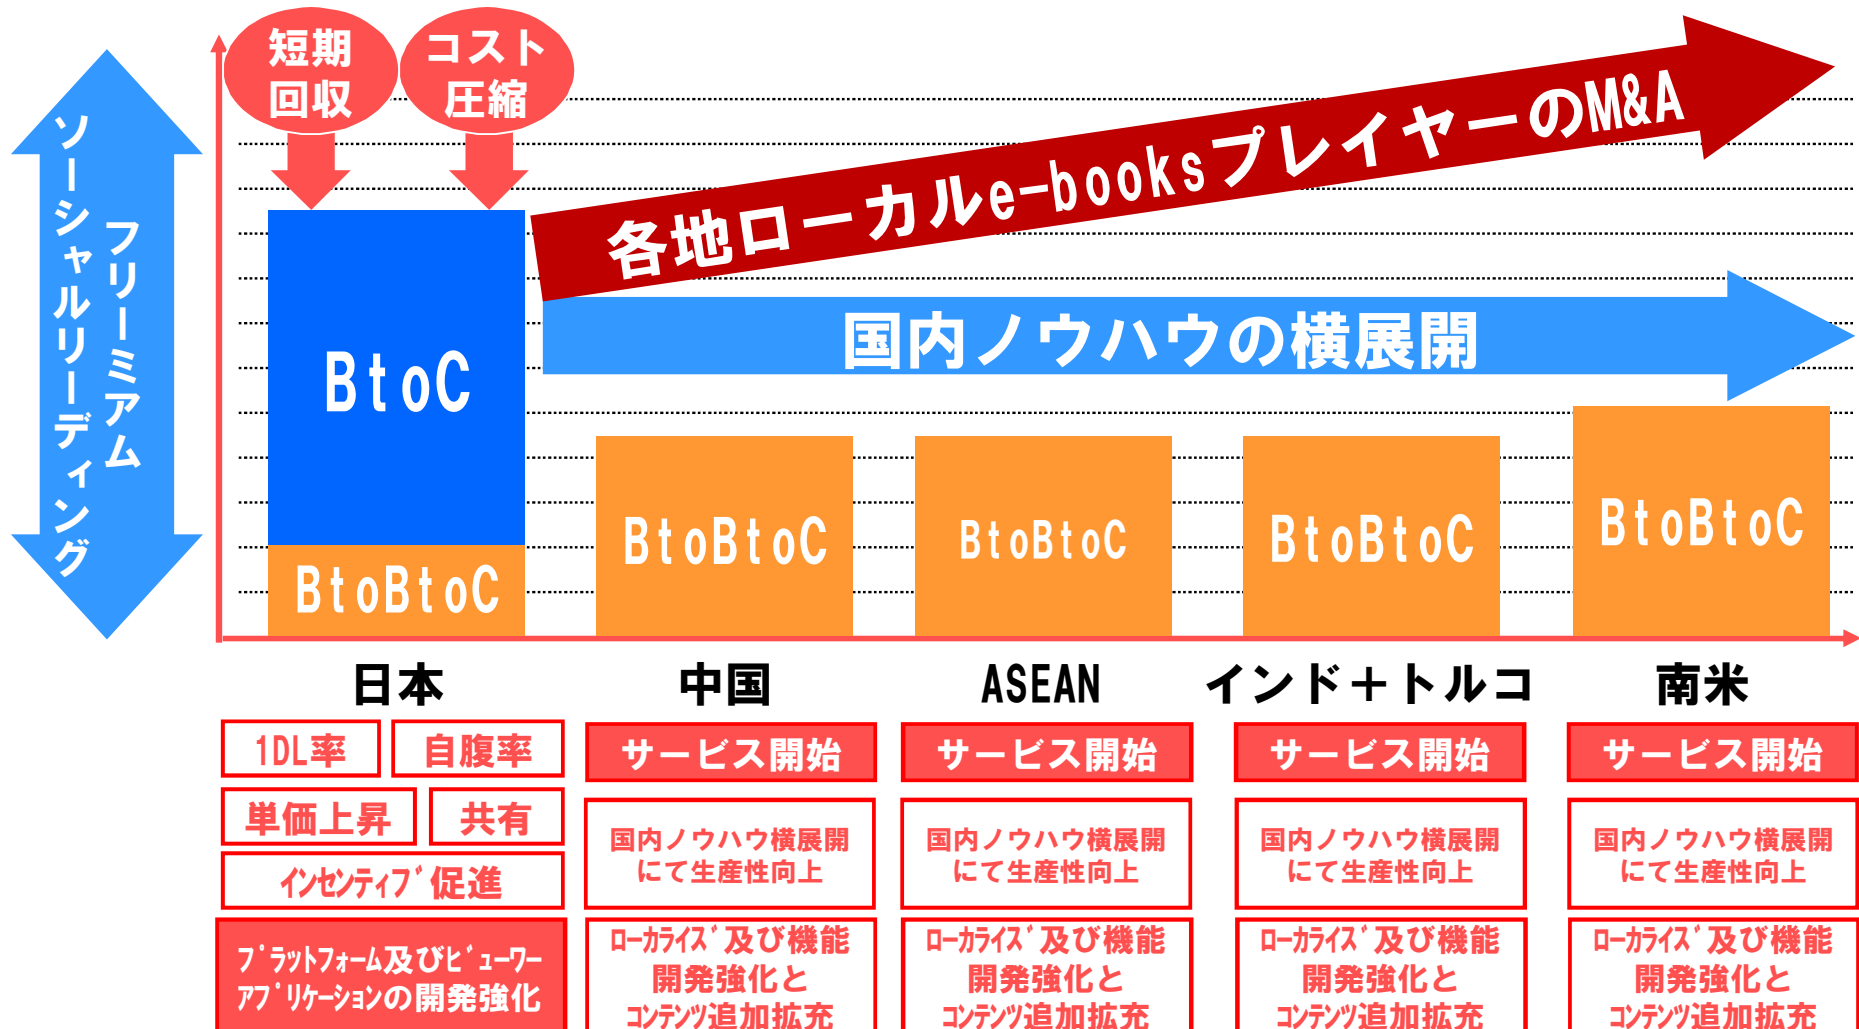 短期
回収
コスト
圧縮
ソーシャルリーディング
フリーミアム
各地ローカルe-booksプレイヤーのM&A
国内ノウハウの横展開
BtoC
BtoBtoC
BtoBtoC
BtoBtoC
BtoBtoC
BtoBtoC
日本
中国
ASEAN
インド＋トルコ
南米
1DL率
自腹率
単価上昇
共有
ｲﾝｾﾝﾃｨﾌﾞ促進
ﾌﾟﾗｯﾄﾌｫｰﾑ及びﾋﾞｭｰﾜｰ
ｱﾌﾟﾘｹｰｼｮﾝの開発強化
サービス開始
国内ノウハウ横展開
にて生産性向上
ﾛｰｶﾗｲｽﾞ及び機能
開発強化と
ｺﾝﾃﾝﾂ追加拡充
サービス開始
国内ノウハウ横展開
にて生産性向上
ﾛｰｶﾗｲｽﾞ及び機能
開発強化と
ｺﾝﾃﾝﾂ追加拡充
サービス開始
国内ノウハウ横展開
にて生産性向上
ﾛｰｶﾗｲｽﾞ及び機能
開発強化と
ｺﾝﾃﾝﾂ追加拡充
サービス開始
国内ノウハウ横展開
にて生産性向上
ﾛｰｶﾗｲｽﾞ及び機能
開発強化と
ｺﾝﾃﾝﾂ追加拡充